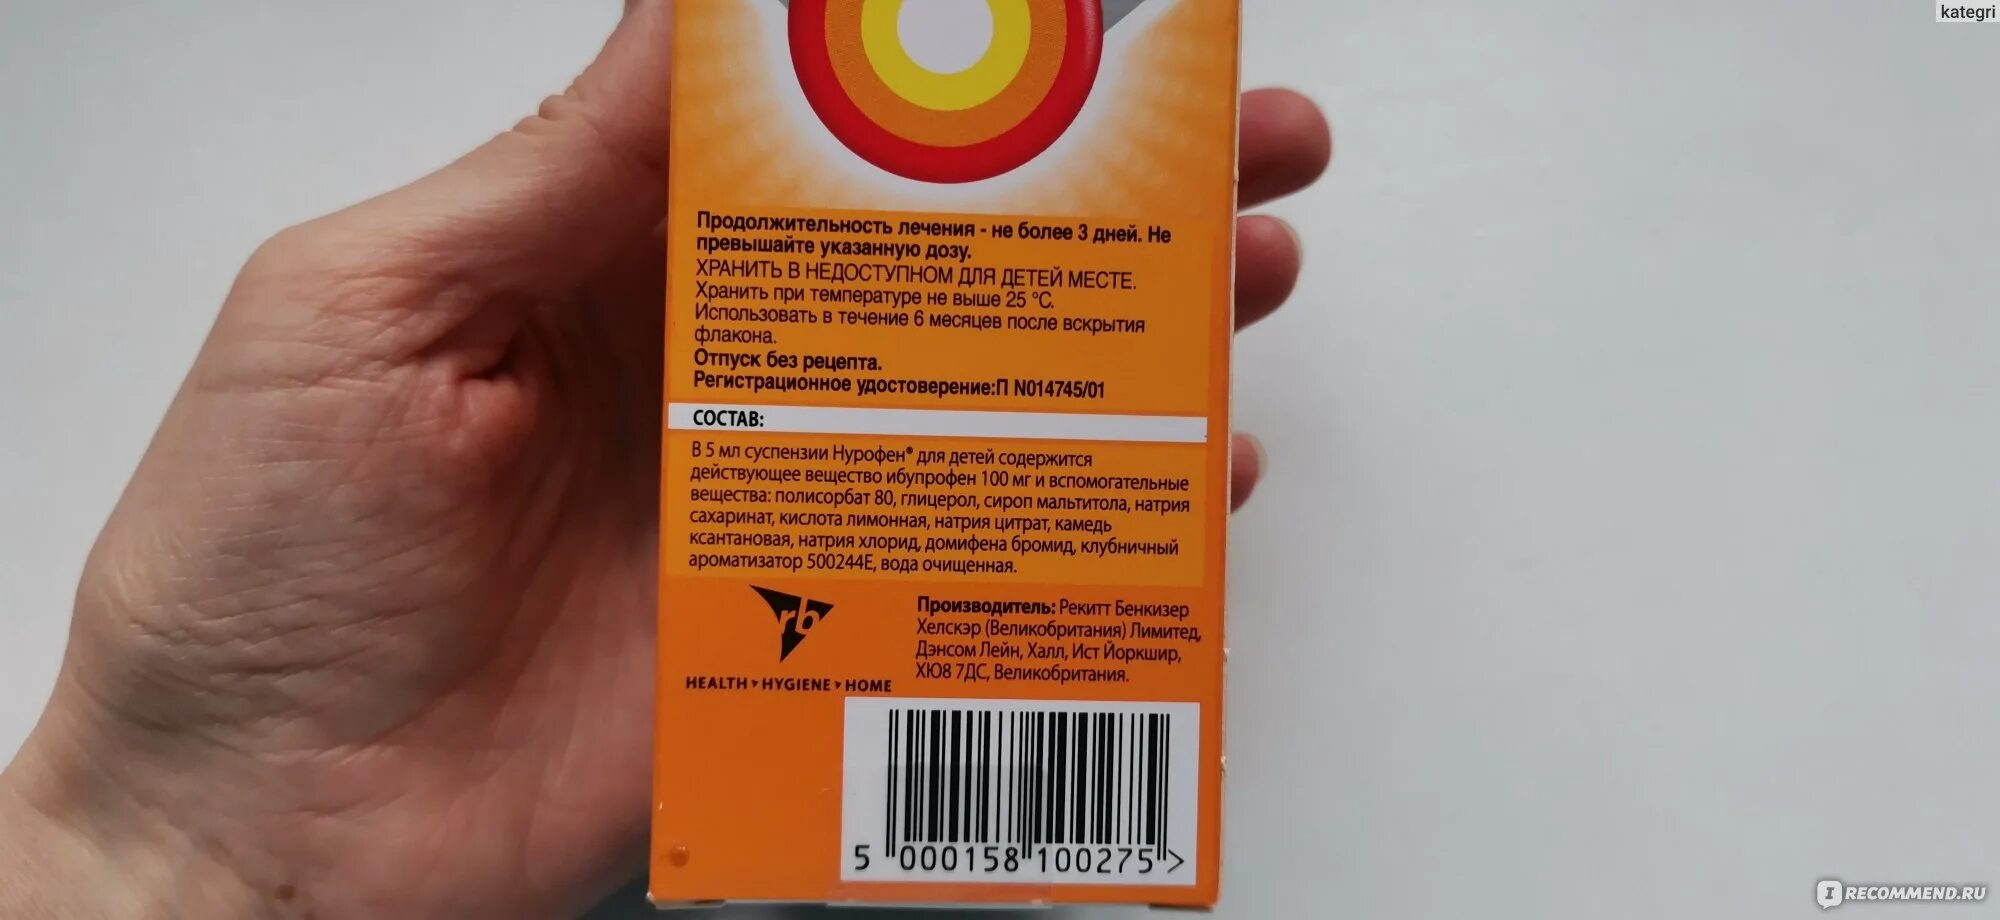 kategri
Продолжительность лечения - не более 3 дней. Не
превышайте указанную дозу.
ХРАНИТЬ В НЕДОСТУПНОМ ДЛЯ ДЕТЕЙ МЕСТЕ.
Хранить при температуре не выше 25 °С.
Использовать в течение 6 месяцев после вскрытия
флакона.
Отпуск без рецепта.
Регистрационное удостоверение:П N014745/01
СОСТАВ:
В 5 мл суспензии Нурофен® для детей содержится
действующее вещество ибупрофен 100 мг и вспомогательные
вещества: полисорбат 80, глицерол, сироп мальтитола, натрия
сахаринат, кислота лимонная, натрия цитрат, камедь
ксантановая, натрия хлорид, домифена бромид, клубничный
ароматизатор 500244Е, вода очищенная.
rb
HEALTH ▾ HYGIENE ▾ HOME
Производитель: Рекитт Бенкизер
Хелскэр (Великобритания) Лимитед,
Дэнсом Лейн, Халл, Ист Йоркшир,
ХЮ8 7ДС, Великобритания.
5 000158 100275 >
I RECOMMEND.RU